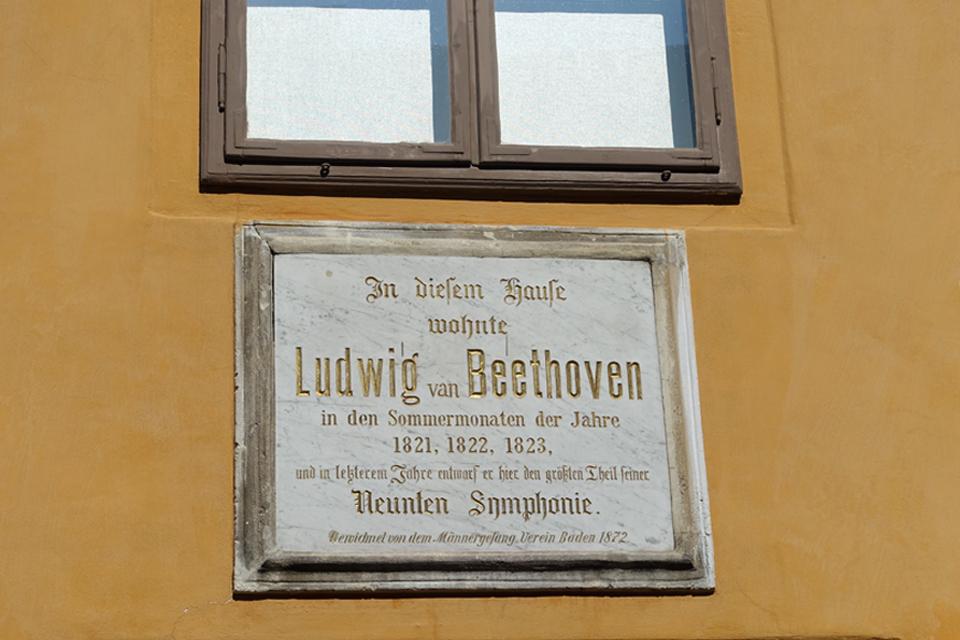 In dieſem Hauſe
wohnte
Ludwig van Beethoven
in den Sommermonaten der Jahre
1821, 1822, 1823,
und in letzterem Jahre entwarf er hier den größten Theil ſeiner
Neunten Symphonie.
Gewidmet von dem Männergeſang-Verein Baden 1872